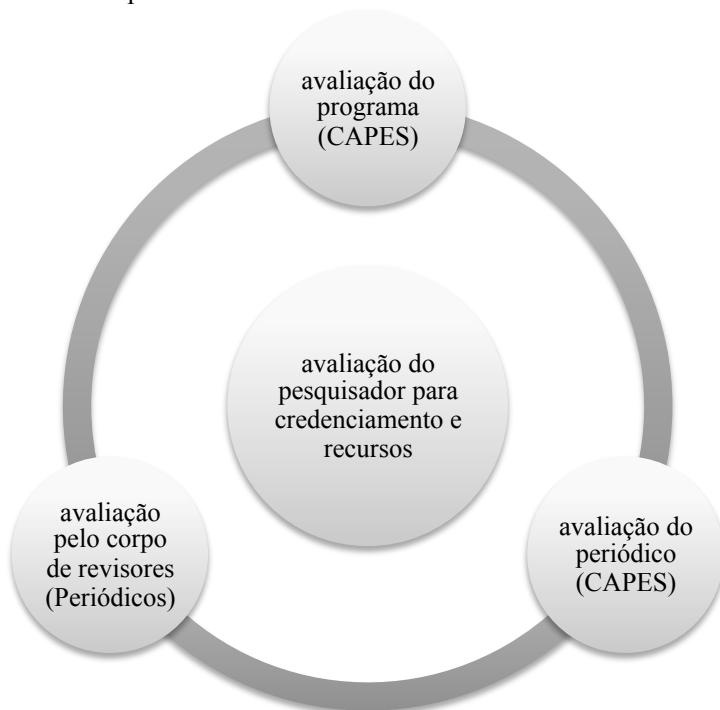 avaliação do
programa
(CAPES)
avaliação do
pesquisador para
credenciamento e
recursos
avaliação
pelo corpo
de revisores
(Periódicos)
avaliação do
periódico
(CAPES)